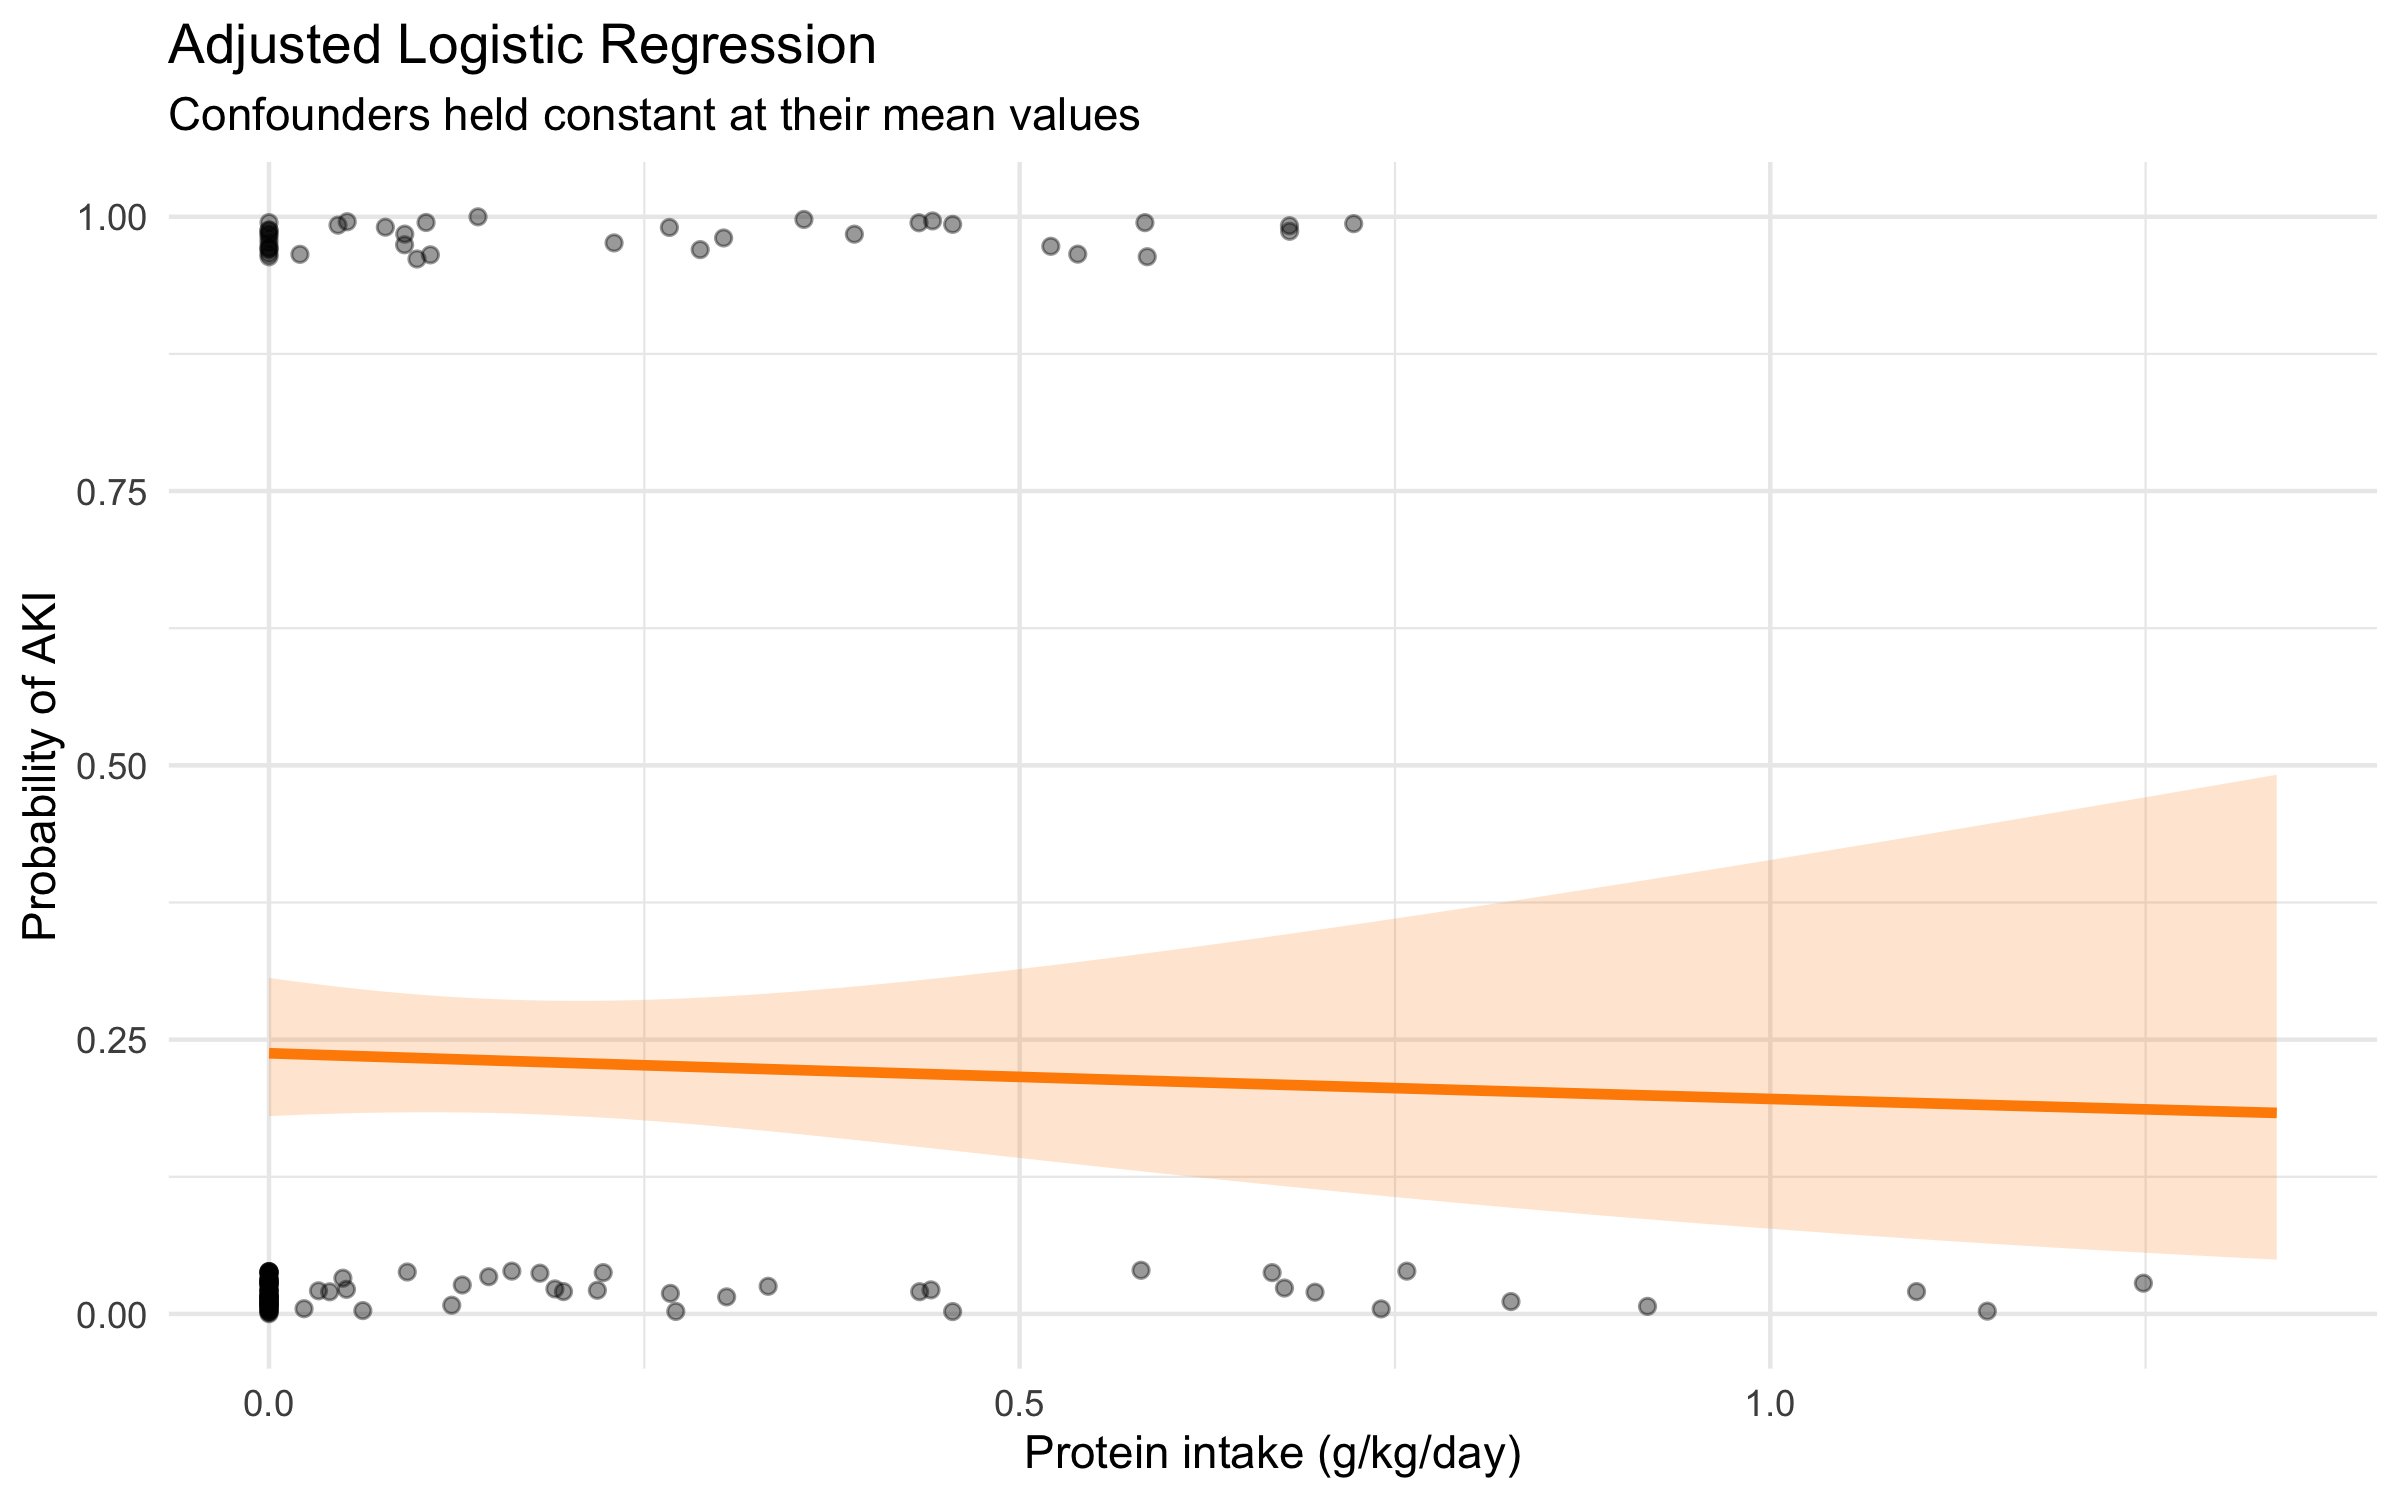 Adjusted Logistic Regression
Confounders held constant at their mean values
Probability of AKI
1.00
0.75
0.50
0.25
0.00
0.0
0.5
1.0
Protein intake (g/kg/day)